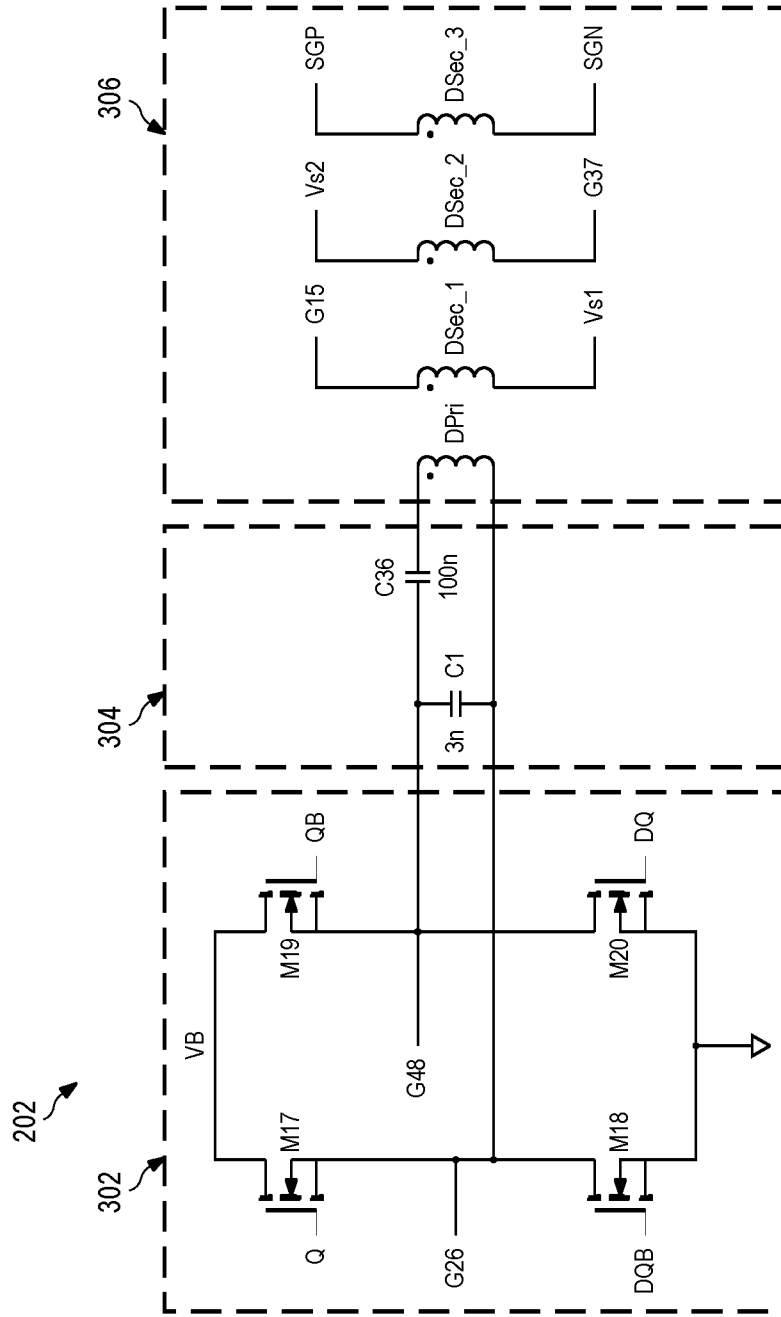 202
302
304
306
VB
M17
M19
Q
QB
G26
G48
M18
M20
DQB
DQ
C36
100n
C1
3n
DPri
G15
DSec_1
Vs1
Vs2
DSec_2
G37
SGP
DSec_3
SGN